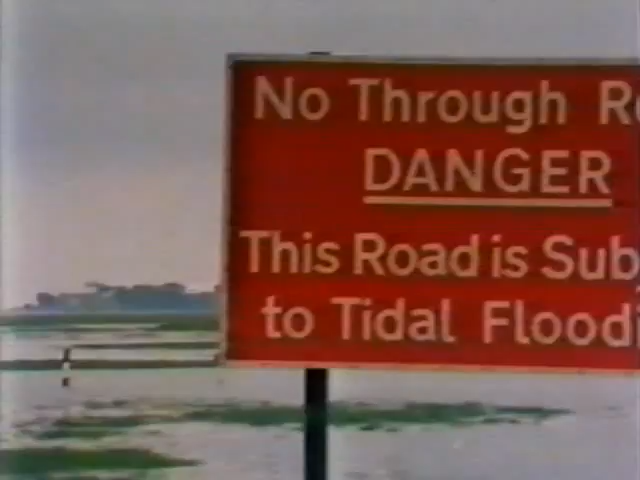 No Through R
DANGER
This Road is Sub
to Tidal Floodi